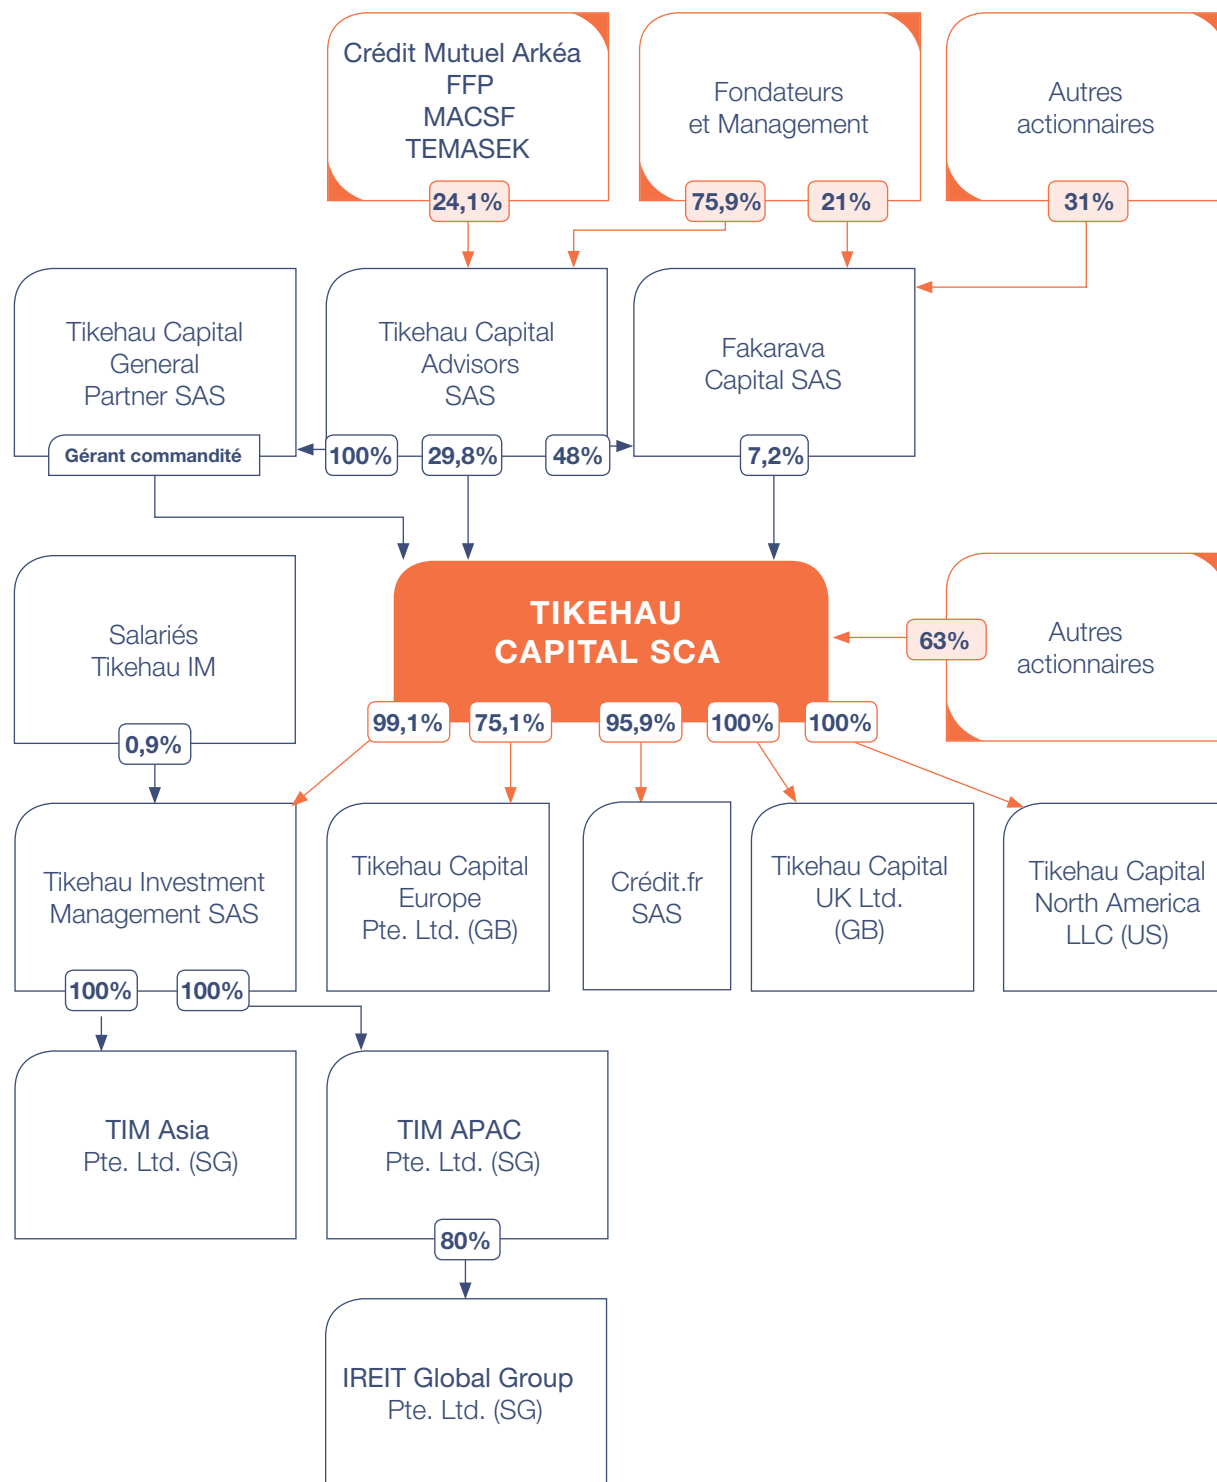 Crédit Mutuel Arkéa
FFP
MACSF
TEMASEK
24,1%
Fondateurs
et Management
75,9%
21%
Autres
actionnaires
31%
Tikehau Capital
General
Partner SAS
Gérant commandité
Tikehau Capital
Advisors
SAS
100%
29,8%
48%
Fakarava
Capital SAS
7,2%
TIKEHAU
CAPITAL SCA
Autres
actionnaires
63%
Salariés
Tikehau IM
0,9%
99,1%
75,1%
95,9%
100%
100%
Tikehau Investment
Management SAS
100%
100%
Tikehau Capital
Europe
Pte. Ltd. (GB)
Crédit.fr
SAS
Tikehau Capital
UK Ltd.
(GB)
Tikehau Capital
North America
LLC (US)
TIM Asia
Pte. Ltd. (SG)
TIM APAC
Pte. Ltd. (SG)
80%
IREIT Global Group
Pte. Ltd. (SG)